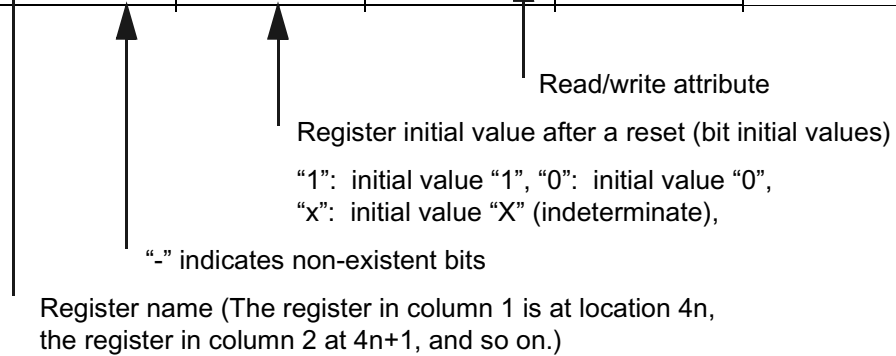 Read/write attribute
Register initial value after a reset (bit initial values)
“1”: initial value “1”, “0”: initial value “0”,
“x”: initial value “X” (indeterminate),
“-” indicates non-existent bits
Register name (The register in column 1 is at location 4n,
the register in column 2 at 4n+1, and so on.)